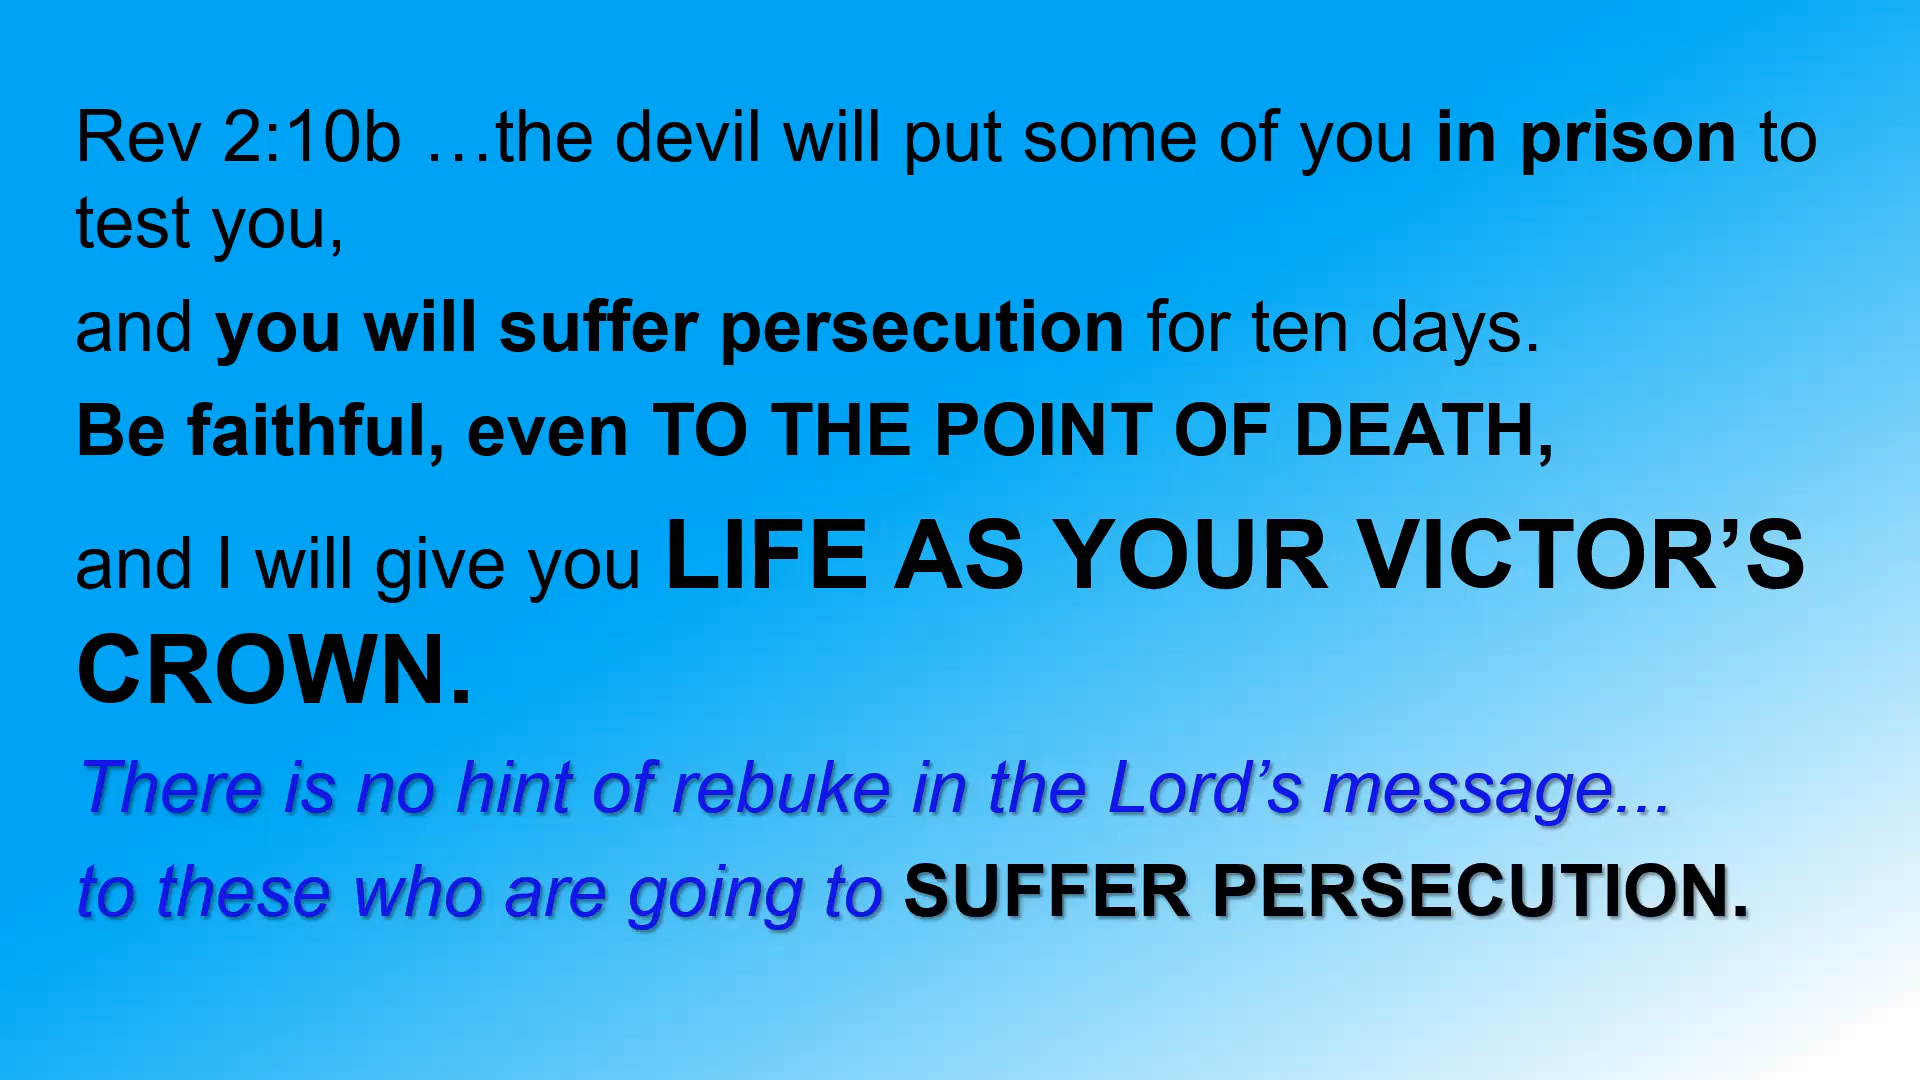 Rev 2:10b …the devil will put some of you in prison to
test you,
and you will suffer persecution for ten days.
Be faithful, even TO THE POINT OF DEATH,
and I will give you LIFE AS YOUR VICTOR’S
CROWN.
There is no hint of rebuke in the Lord’s message...
to these who are going to SUFFER PERSECUTION.